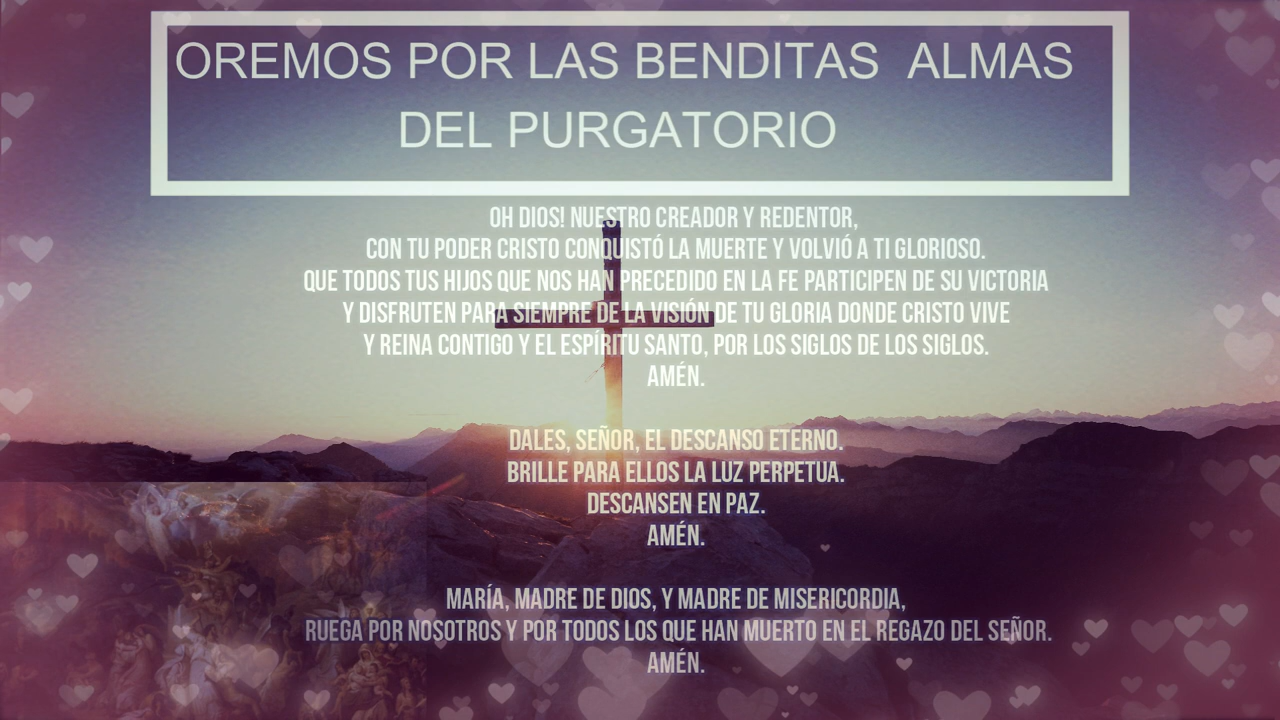 OREMOS POR LAS BENDITAS ALMAS
DEL PURGATORIO
OH DIOS! NUESTRO CREADOR Y REDENTOR,
CON TU PODER CRISTO CONQUISTÓ LA MUERTE Y VOLVIÓ A TI GLORIOSO.
QUE TODOS TUS HIJOS QUE NOS HAN PRECEDIDO EN LA FE PARTICIPEN DE SU VICTORIA
Y DISFRUTEN PARA SIEMPRE DE LA VISIÓN DE TU GLORIA DONDE CRISTO VIVE
Y REINA CONTIGO Y EL ESPÍRITU SANTO, POR LOS SIGLOS DE LOS SIGLOS.
AMÉN.
DALES, SEÑOR, EL DESCANSO ETERNO.
BRILLE PARA ELLOS LA LUZ PERPETUA.
DESCANSEN EN PAZ.
AMÉN.
MARÍA, MADRE DE DIOS, Y MADRE DE MISERICORDIA,
RUEGA POR NOSOTROS Y POR TODOS LOS QUE HAN MUERTO EN EL REGAZO DEL SEÑOR.
AMÉN.